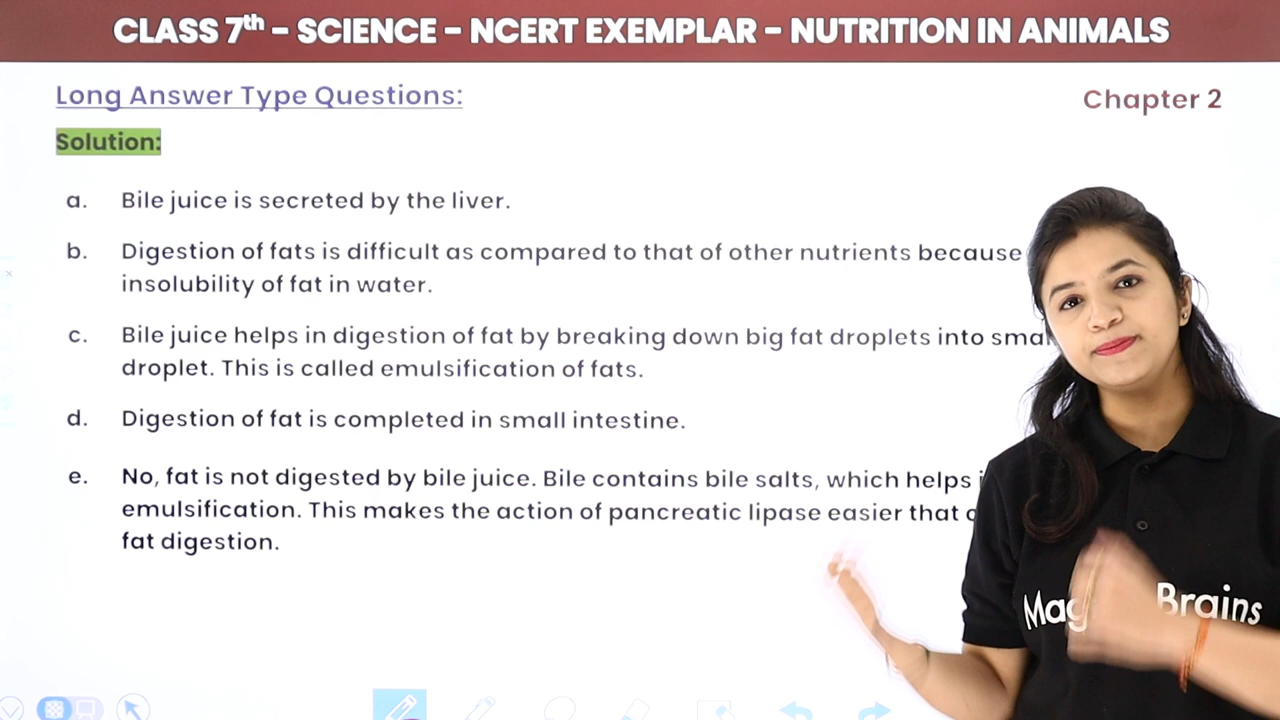 CLASS 7th – SCIENCE – NCERT EXEMPLAR – NUTRITION IN ANIMALS
Long Answer Type Questions:
Chapter 2
Solution:
a. Bile juice is secreted by the liver.
b. Digestion of fats is difficult as compared to that of other nutrients because
insolubility of fat in water.
c. Bile juice helps in digestion of fat by breaking down big fat droplets into
droplet. This is called emulsification of fats.
d. Digestion of fat is completed in small intestine.
e. No, fat is not digested by bile juice. Bile contains bile salts, which helps
emulsification. This makes the action of pancreatic lipase easier that
fat digestion.
Brains